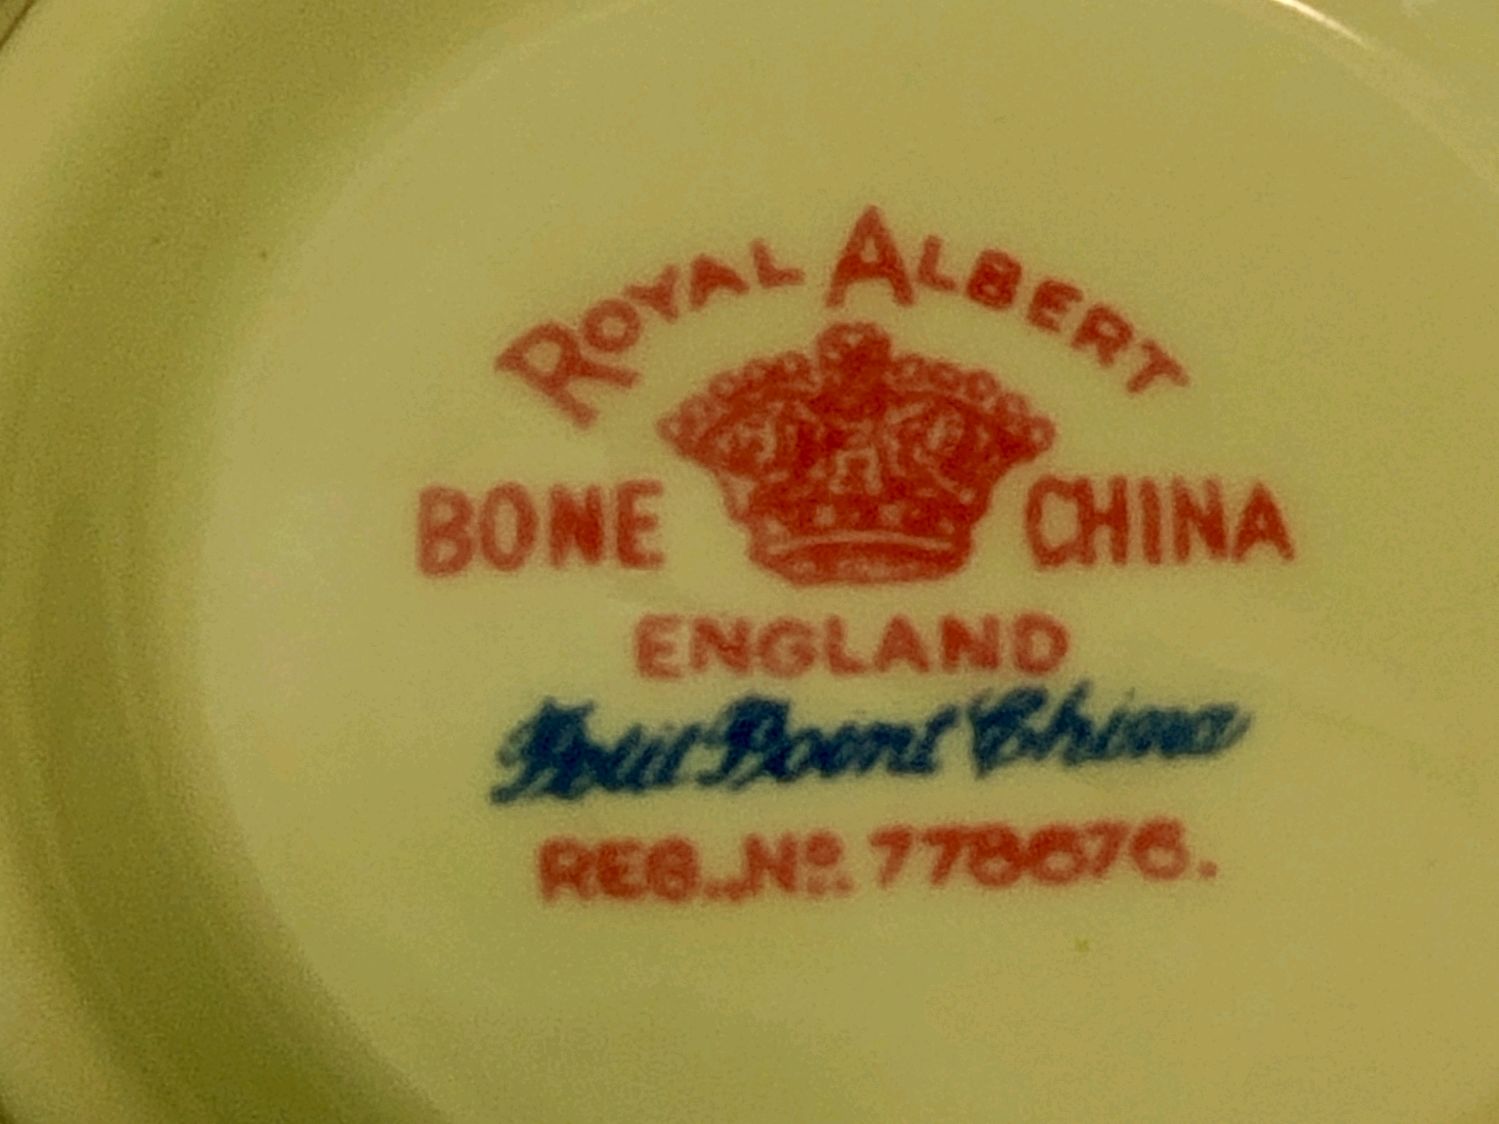 ROYAL ALBERT
BONE CHINA
ENGLAND
Petit Point China
REG. Nº. 778676.